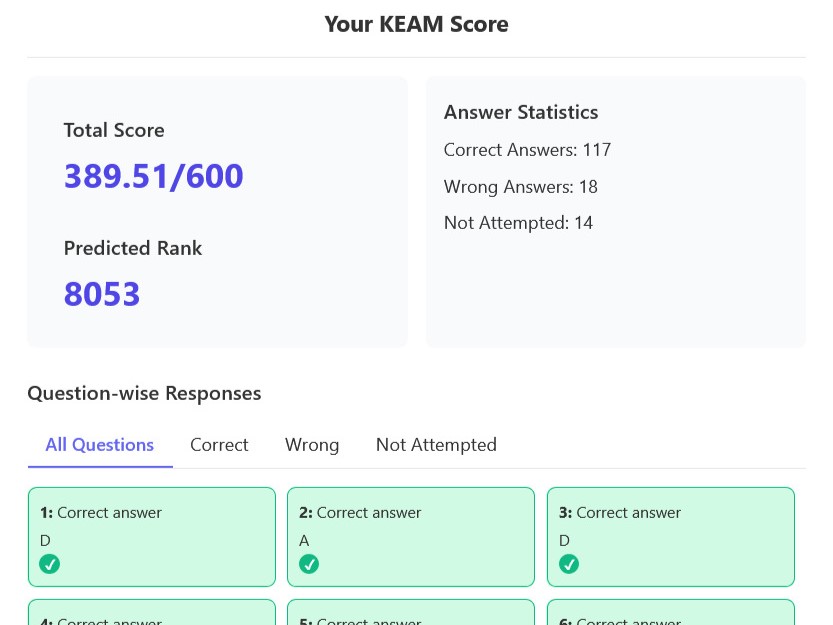 Your KEAM Score
Total Score
389.51/600
Predicted Rank
8053
Answer Statistics
Correct Answers: 117
Wrong Answers: 18
Not Attempted: 14
Question-wise Responses
All Questions Correct Wrong Not Attempted
1: Correct answer
D
2: Correct answer
A
3: Correct answer
D
4: Correct answer
5: Correct answer
6: Correct answer